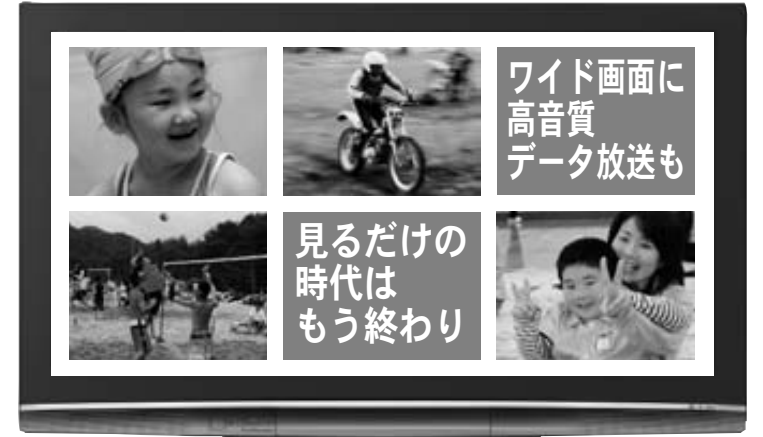 ワイド画面に
高音質
データ放送も
見るだけの
時代は
もう終わり